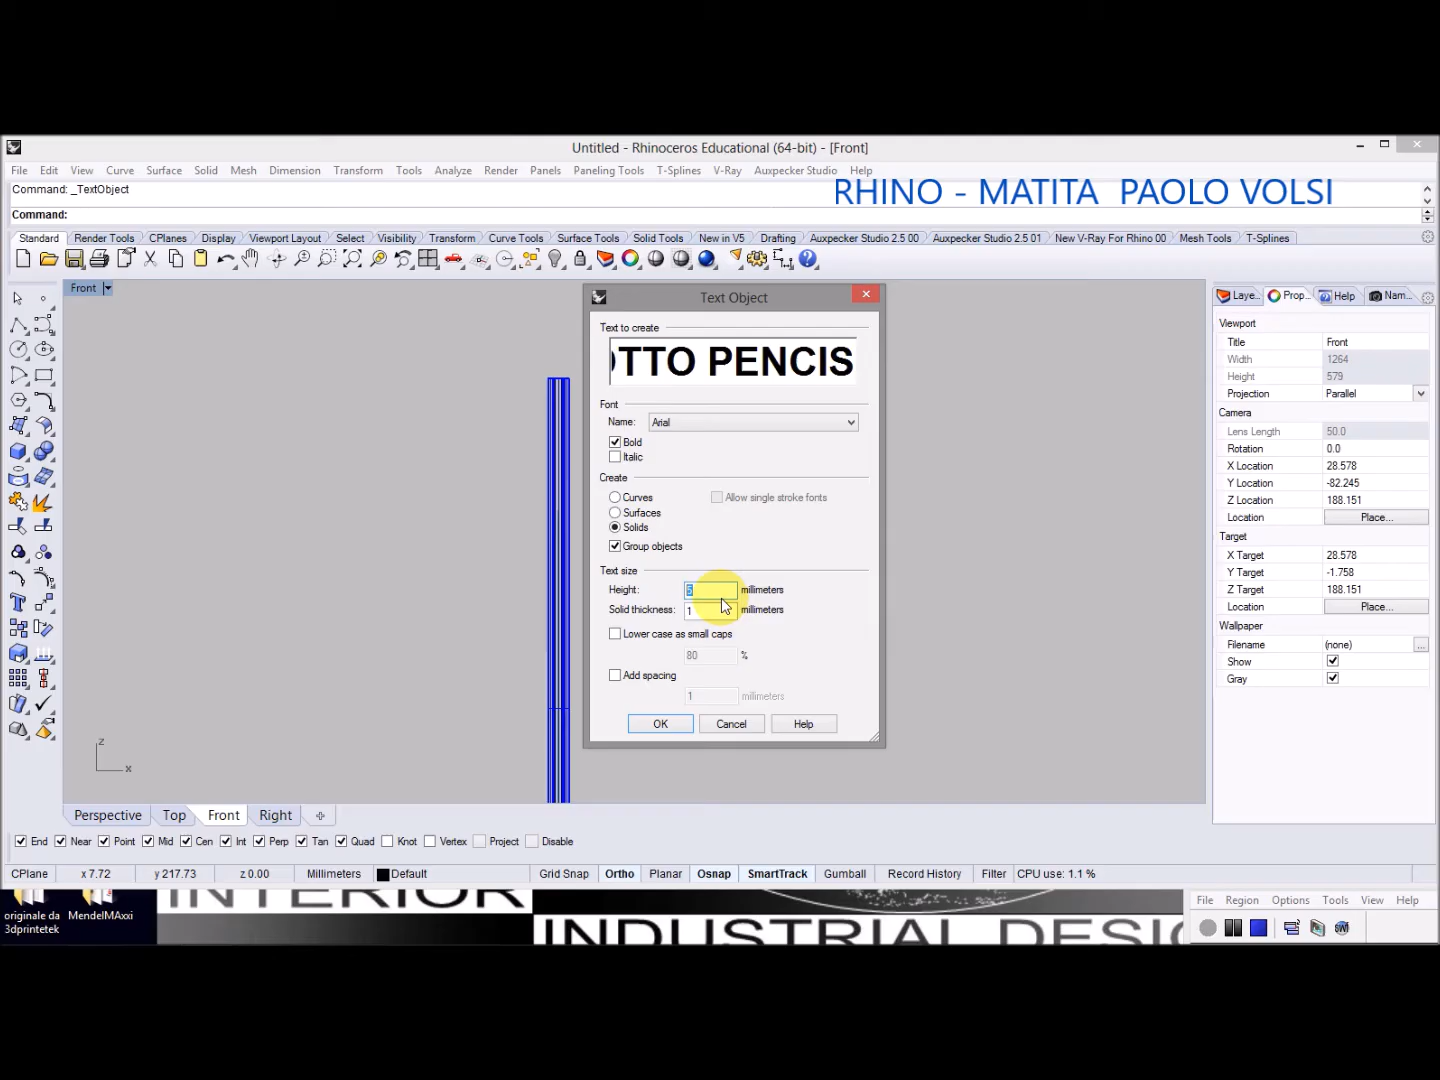 Untitled - Rhinoceros Educational (64-bit) - [Front]
File Edit View Curve Surface Solid Mesh Dimension Transform Tools Analyze Render Panels Paneling Tools T-Splines V-Ray Auxpecker Studio Help
Command: _TextObject
RHINO - MATITA PAOLO VOLSI
Command:
Standard Render Tools CPlanes Display Viewport Layout Select Visibility Transform Curve Tools Surface Tools Solid Tools New in V5 Drafting Auxpecker Studio 2.5 00 Auxpecker Studio 2.5 01 New V-Ray For Rhino 00 Mesh Tools T-Splines
Front
Text Object
Text to create
OTTO PENCIS
Font
Name: Arial
Bold
Italic
Create
Curves Allow single stroke fonts
Surfaces
Solids
Group objects
Text size
Height: 5 millimeters
Solid thickness: 1 millimeters
Lower case as small caps
80 %
Add spacing
1 millimeters
OK Cancel Help
Laye... Prop... Help Nam...
Viewport
Title Front
Width 1264
Height 579
Projection Parallel
Camera
Lens Length 50.0
Rotation 0.0
X Location 28.578
Y Location -82.245
Z Location 188.151
Location Place...
Target
X Target 28.578
Y Target -1.758
Z Target 188.151
Location Place...
Wallpaper
Filename (none) ...
Show
Gray
z
x
Perspective Top Front Right
End Near Point Mid Cen Int Perp Tan Quad Knot Vertex Project Disable
CPlane x 7.72 y 217.73 z 0.00 Millimeters Default Grid Snap Ortho Planar Osnap SmartTrack Gumball Record History Filter CPU use: 1.1 %
originale da 3dprintetek
MendelMAxxi
INTERIOR
INDUSTRIAL DESI
File Region Options Tools View Help